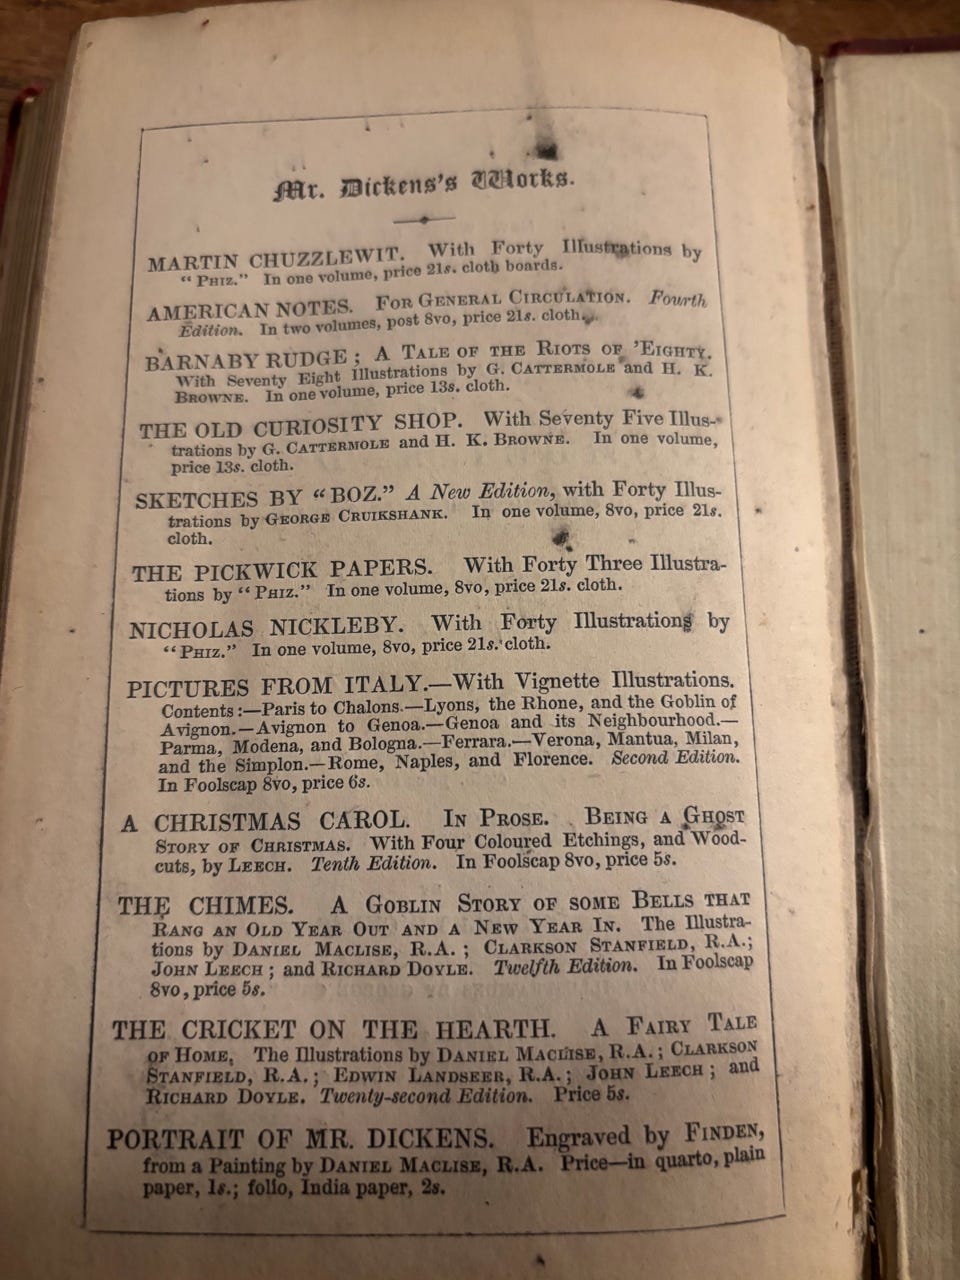 Mr. Dickens's Works.
MARTIN CHUZZLEWIT. With Forty Illustrations by
"PHIZ." In one volume, price 21s. cloth boards.
AMERICAN NOTES. FOR GENERAL CIRCULATION. Fourth
Edition. In two volumes, post 8vo, price 21s. cloth.
BARNABY RUDGE; A TALE OF THE RIOTS OF 'EIGHTY.
With Seventy Eight Illustrations by G. CATTERMOLE and H. K.
BROWNE. In one volume, price 13s. cloth.
THE OLD CURIOSITY SHOP. With Seventy Five Illus-
trations by G. CATTERMOLE and H. K. BROWNE. In one volume,
price 13s. cloth.
SKETCHES BY "BOZ." A New Edition, with Forty Illus-
trations by GEORGE CRUIKSHANK. In one volume, 8vo, price 21s.
cloth.
THE PICKWICK PAPERS. With Forty Three Illustra-
tions by "PHIZ." In one volume, 8vo, price 21s. cloth.
NICHOLAS NICKLEBY. With Forty Illustrations by
"PHIZ." In one volume, 8vo, price 21s. cloth.
PICTURES FROM ITALY.—With Vignette Illustrations.
Contents:—Paris to Chalons.—Lyons, the Rhone, and the Goblin of
Avignon.—Avignon to Genoa.—Genoa and its Neighbourhood.—
Parma, Modena, and Bologna.—Ferrara.—Verona, Mantua, Milan,
and the Simplon.—Rome, Naples, and Florence. Second Edition.
In Foolscap 8vo, price 6s.
A CHRISTMAS CAROL. IN PROSE. BEING A GHOST
STORY OF CHRISTMAS. With Four Coloured Etchings, and Wood-
cuts, by LEECH. Tenth Edition. In Foolscap 8vo, price 5s.
THE CHIMES. A GOBLIN STORY OF SOME BELLS THAT
RANG AN OLD YEAR OUT AND A NEW YEAR IN. The Illustra-
tions by DANIEL MACLISE, R.A.; CLARKSON STANFIELD, R.A.;
JOHN LEECH; and RICHARD DOYLE. Twelfth Edition. In Foolscap
8vo, price 5s.
THE CRICKET ON THE HEARTH. A FAIRY TALE
OF HOME, The Illustrations by DANIEL MACLISE, R.A.; CLARKSON
STANFIELD, R.A.; EDWIN LANDSEER, R.A.; JOHN LEECH; and
RICHARD DOYLE. Twenty-second Edition. Price 5s.
PORTRAIT OF MR. DICKENS. Engraved by FINDEN,
from a Painting by DANIEL MACLISE, R.A. Price—in quarto, plain
paper, 1s.; folio, India paper, 2s.